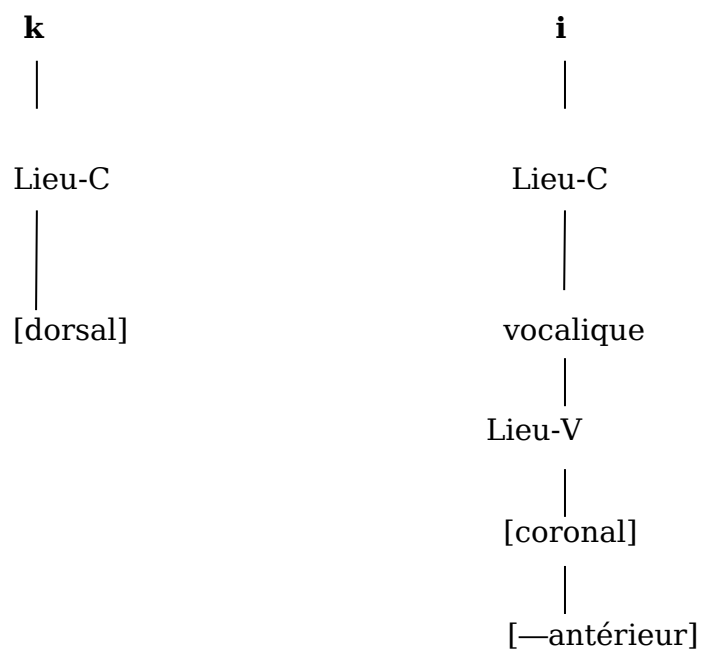 k i
Lieu-C Lieu-C
[dorsal] vocalique
Lieu-V
[coronal]
[—antérieur]